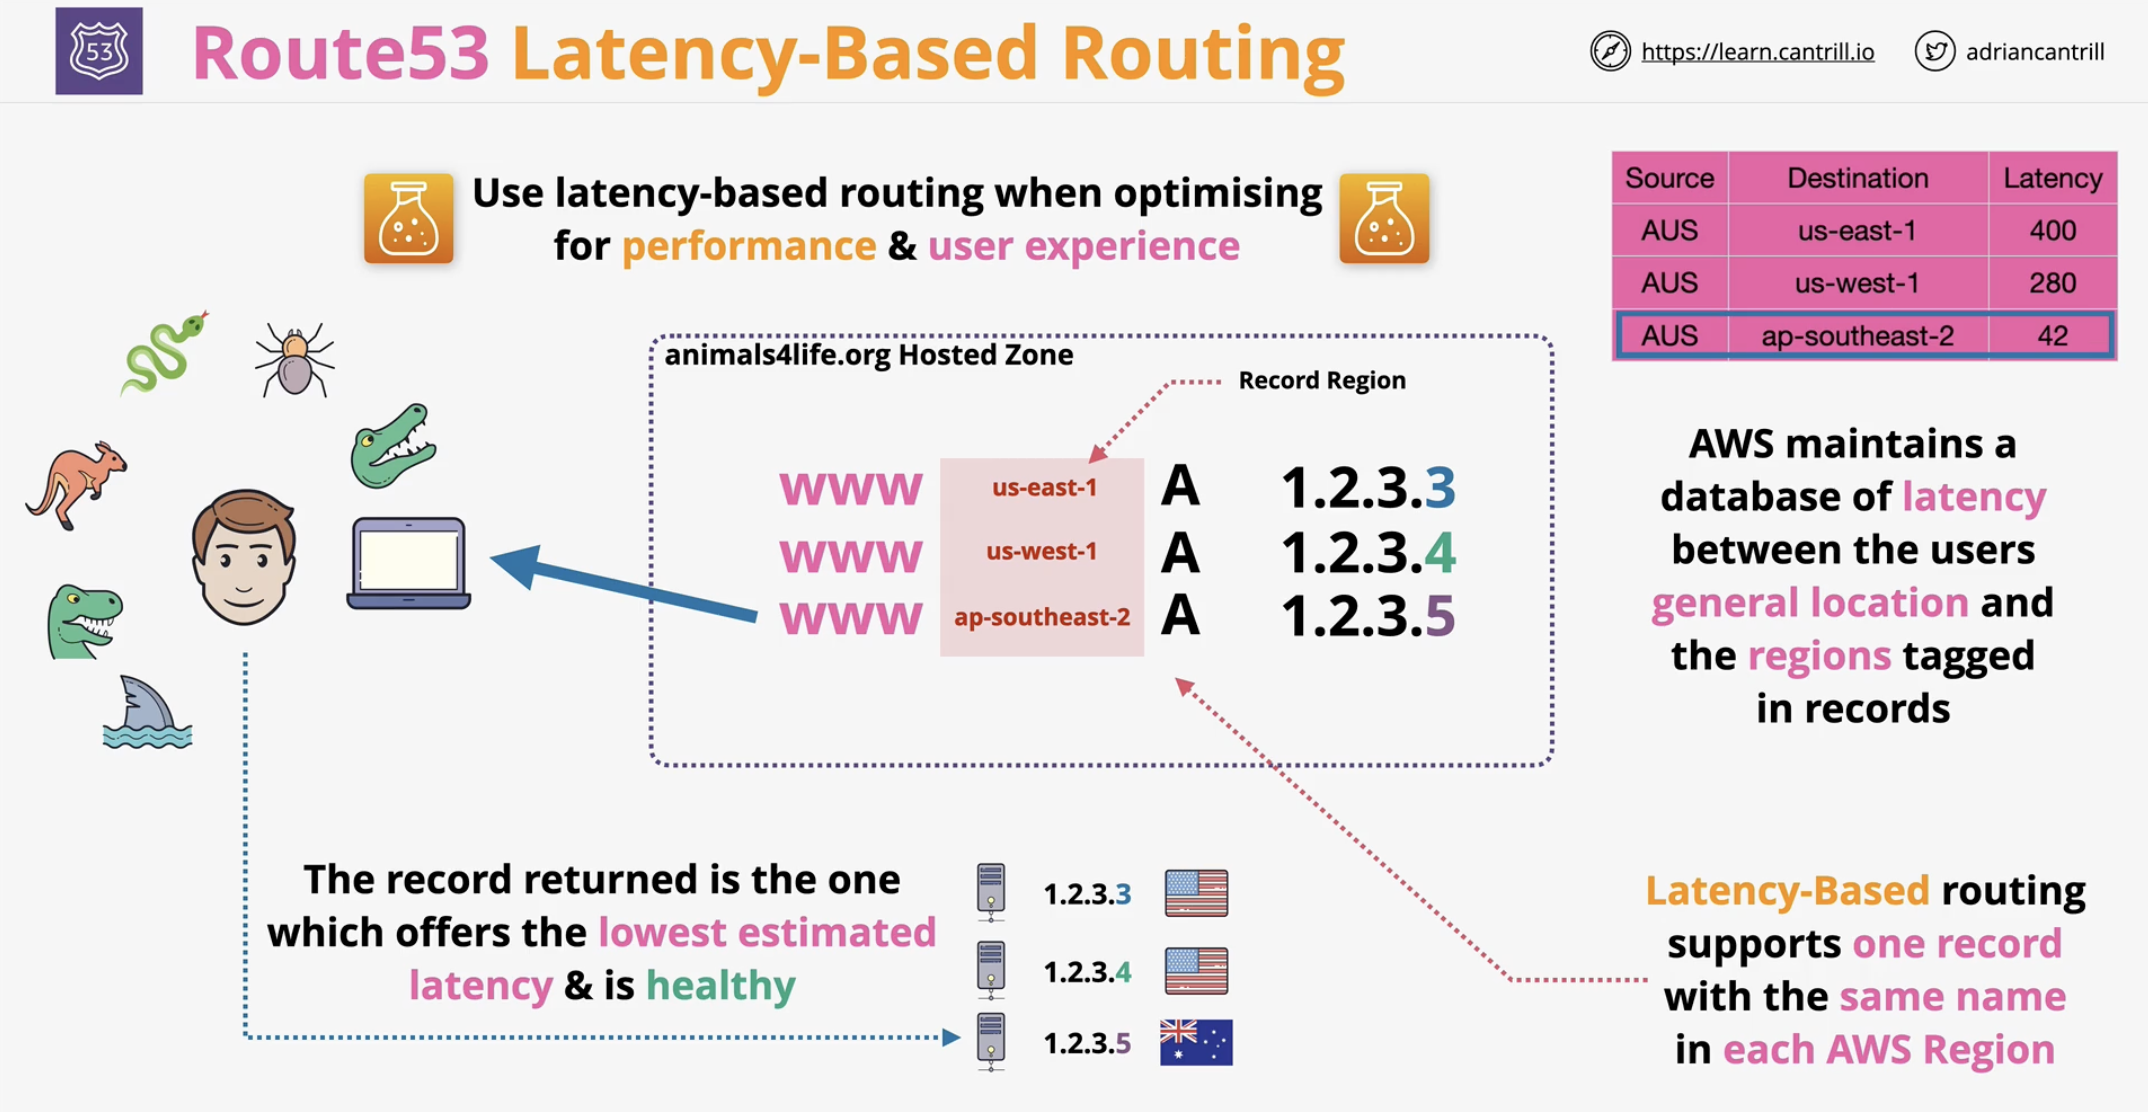 53
Route53 Latency-Based Routing
https://learn.cantrill.io
adriancantrill
Use latency-based routing when optimising
for performance & user experience
Source Destination Latency
AUS us-east-1 400
AUS us-west-1 280
AUS ap-southeast-2 42
animals4life.org Hosted Zone
Record Region
www us-east-1 A 1.2.3.3
www us-west-1 A 1.2.3.4
www ap-southeast-2 A 1.2.3.5
AWS maintains a
database of latency
between the users
general location and
the regions tagged
in records
The record returned is the one
which offers the lowest estimated
latency & is healthy
1.2.3.3
1.2.3.4
1.2.3.5
Latency-Based routing
supports one record
with the same name
in each AWS Region